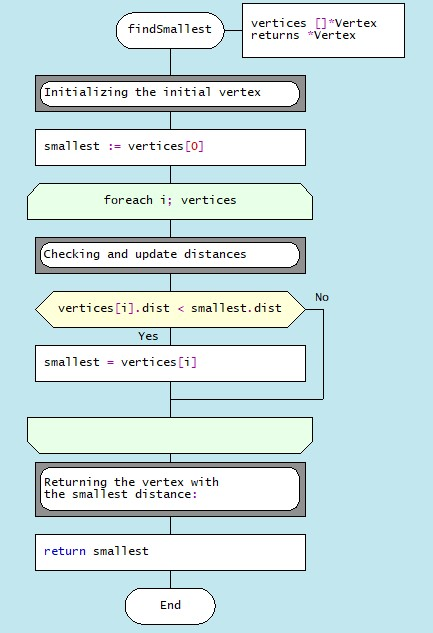 findSmallest
vertices []*Vertex
returns *Vertex
Initializing the initial vertex
smallest := vertices[0]
foreach i; vertices
Checking and update distances
vertices[i].dist < smallest.dist
No
Yes
smallest = vertices[i]
Returning the vertex with
the smallest distance:
return smallest
End